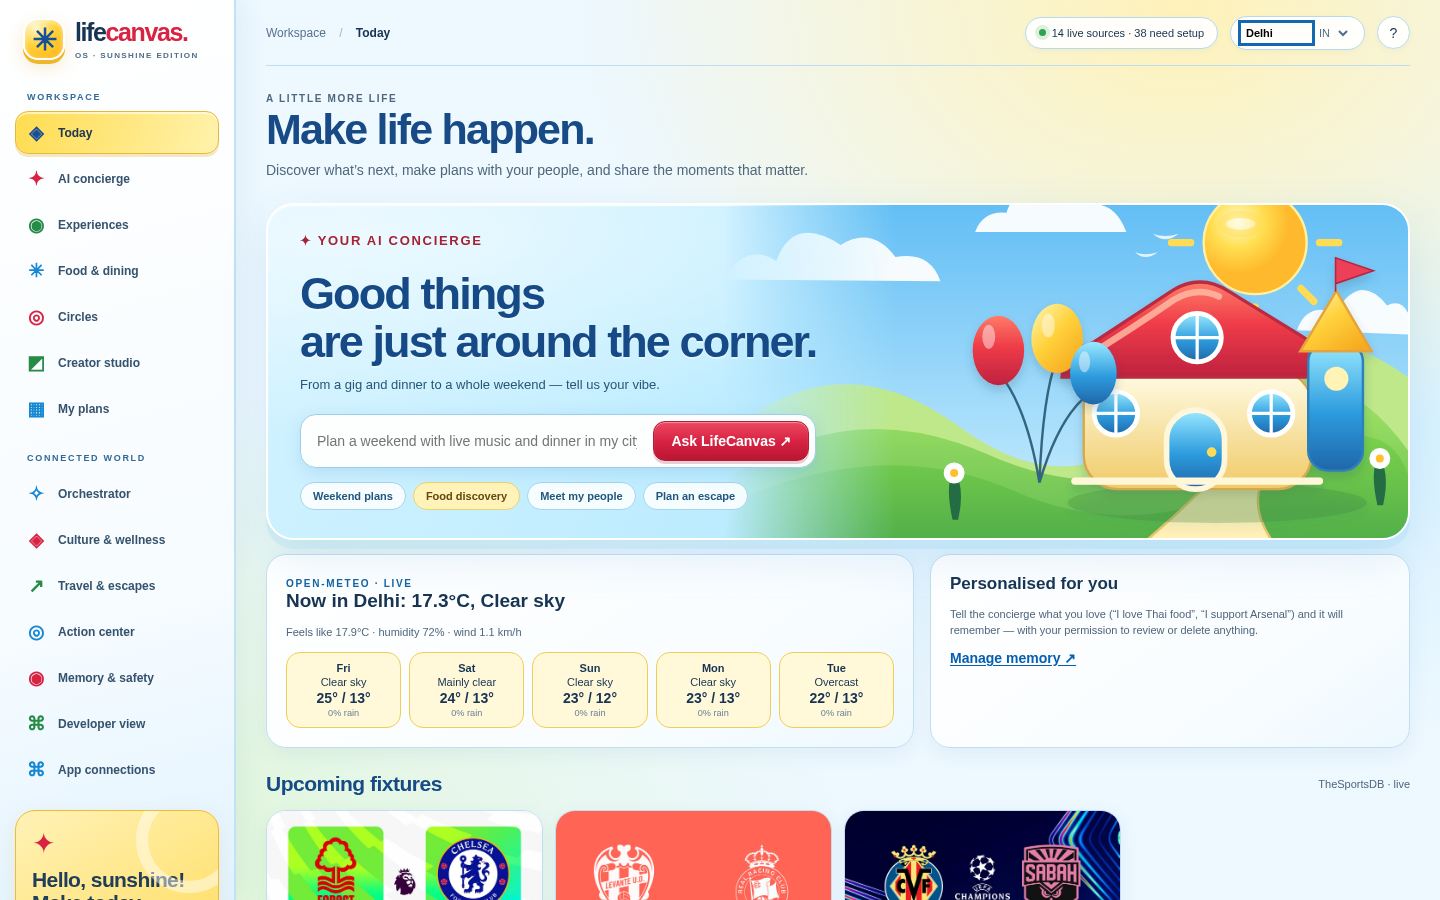 lifecanvas.
OS · SUNSHINE EDITION
WORKSPACE
Today
AI concierge
Experiences
Food & dining
Circles
Creator studio
My plans
CONNECTED WORLD
Orchestrator
Culture & wellness
Travel & escapes
Action center
Memory & safety
Developer view
App connections
Hello, sunshine!
Workspace / Today
14 live sources · 38 need setup
Delhi IN
?
A LITTLE MORE LIFE
Make life happen.
Discover what's next, make plans with your people, and share the moments that matter.
✦ YOUR AI CONCIERGE
Good things
are just around the corner.
From a gig and dinner to a whole weekend — tell us your vibe.
Plan a weekend with live music and dinner in my city
Ask LifeCanvas ↗
Weekend plans
Food discovery
Meet my people
Plan an escape
OPEN-METEO · LIVE
Now in Delhi: 17.3°C, Clear sky
Feels like 17.9°C · humidity 72% · wind 1.1 km/h
Fri
Clear sky
25° / 13°
0% rain
Sat
Mainly clear
24° / 13°
0% rain
Sun
Clear sky
23° / 12°
0% rain
Mon
Clear sky
23° / 13°
0% rain
Tue
Overcast
22° / 13°
0% rain
Personalised for you
Tell the concierge what you love (“I love Thai food”, “I support Arsenal”) and it will
remember — with your permission to review or delete anything.
Manage memory ↗
Upcoming fixtures
TheSportsDB · live
FOREST
CHELSEA
LEVANTE U.D.
REAL RACING CLUB
CVF
UEFA
CHAMPIONS
SABAH